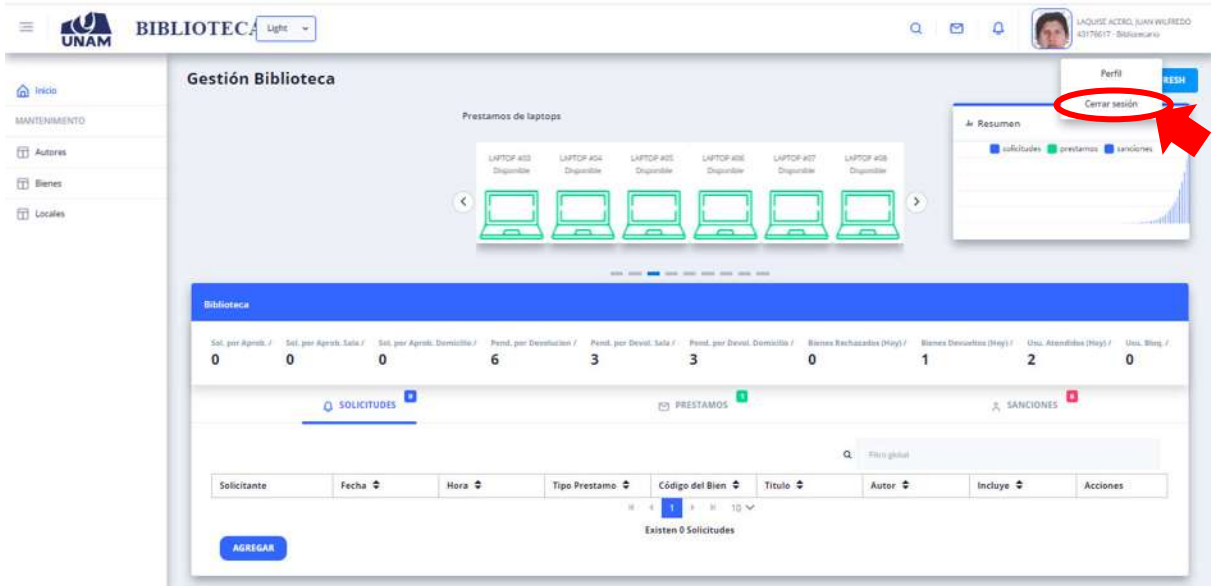 UNAM
BIBLIOTECA
Light
LAQUISE ACERO, JUAN WILFREDO
43176617 - Bibliotecario
Perfil
Cerrar sesión
RESH
Inicio
MANTENIMIENTO
Autores
Bienes
Locales
Gestión Biblioteca
Prestamos de laptops
LAPTOP #03 LAPTOP #04 LAPTOP #05 LAPTOP #06 LAPTOP #07 LAPTOP #08
Disponible Disponible Disponible Disponible Disponible Disponible
Resumen
solicitudes prestamos sanciones
Biblioteca
Sol. por Aprob. / Sol. por Aprob. Sala / Sol. por Aprob. Domicilio / Pend. por Devolucion / Pend. por Devol. Sala / Pend. por Devol. Domicilio / Bienes Rechazados (Hoy) / Bienes Devueltos (Hoy) / Usu. Atendidos (Hoy) / Usu. Bloq. /
0 0 0 6 3 3 0 1 2 0
SOLICITUDES PRESTAMOS SANCIONES
Filtro global
Solicitante Fecha Hora Tipo Prestamo Código del Bien Titulo Autor Incluye Acciones
1 10
Existen 0 Solicitudes
AGREGAR